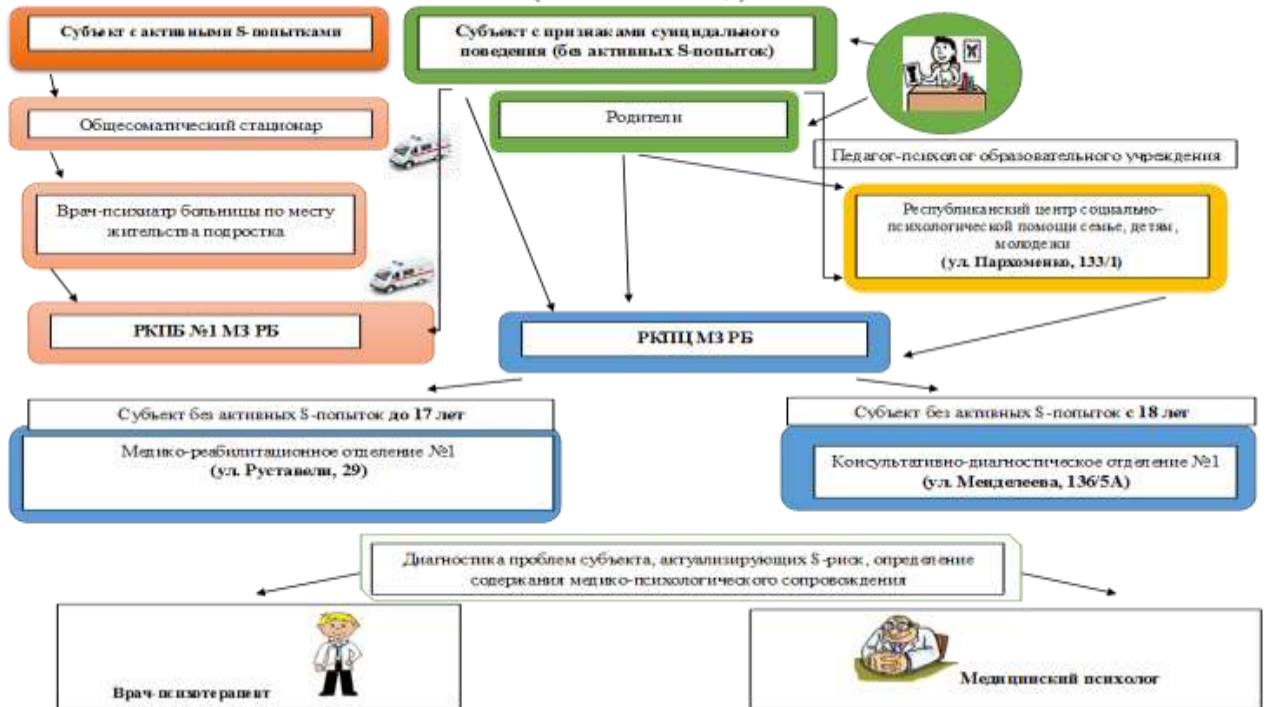 Субъект с активными S-попытками
Субъект с признаками суицидального
поведения (без активных S-попыток)
Общесоматический стационар
Родители
Педагог-психолог образовательного учреждения
Врач-психиатр больницы по месту
жительства подростка
Республиканский центр социально-
психологической помощи семье, детям,
молодежи
(ул. Пархоменко, 133/1)
РКПБ №1 МЗ РБ
РКПЦ МЗ РБ
Субъект без активных S-попыток до 17 лет
Субъект без активных S-попыток с 18 лет
Медико-реабилитационное отделение №1
(ул. Руставели, 29)
Консультативно-диагностическое отделение №1
(ул. Менделеева, 136/5А)
Диагностика проблем субъекта, актуализирующих S-риск, определение
содержания медико-психологического сопровождения
Врач-психотерапевт
Медицинский психолог